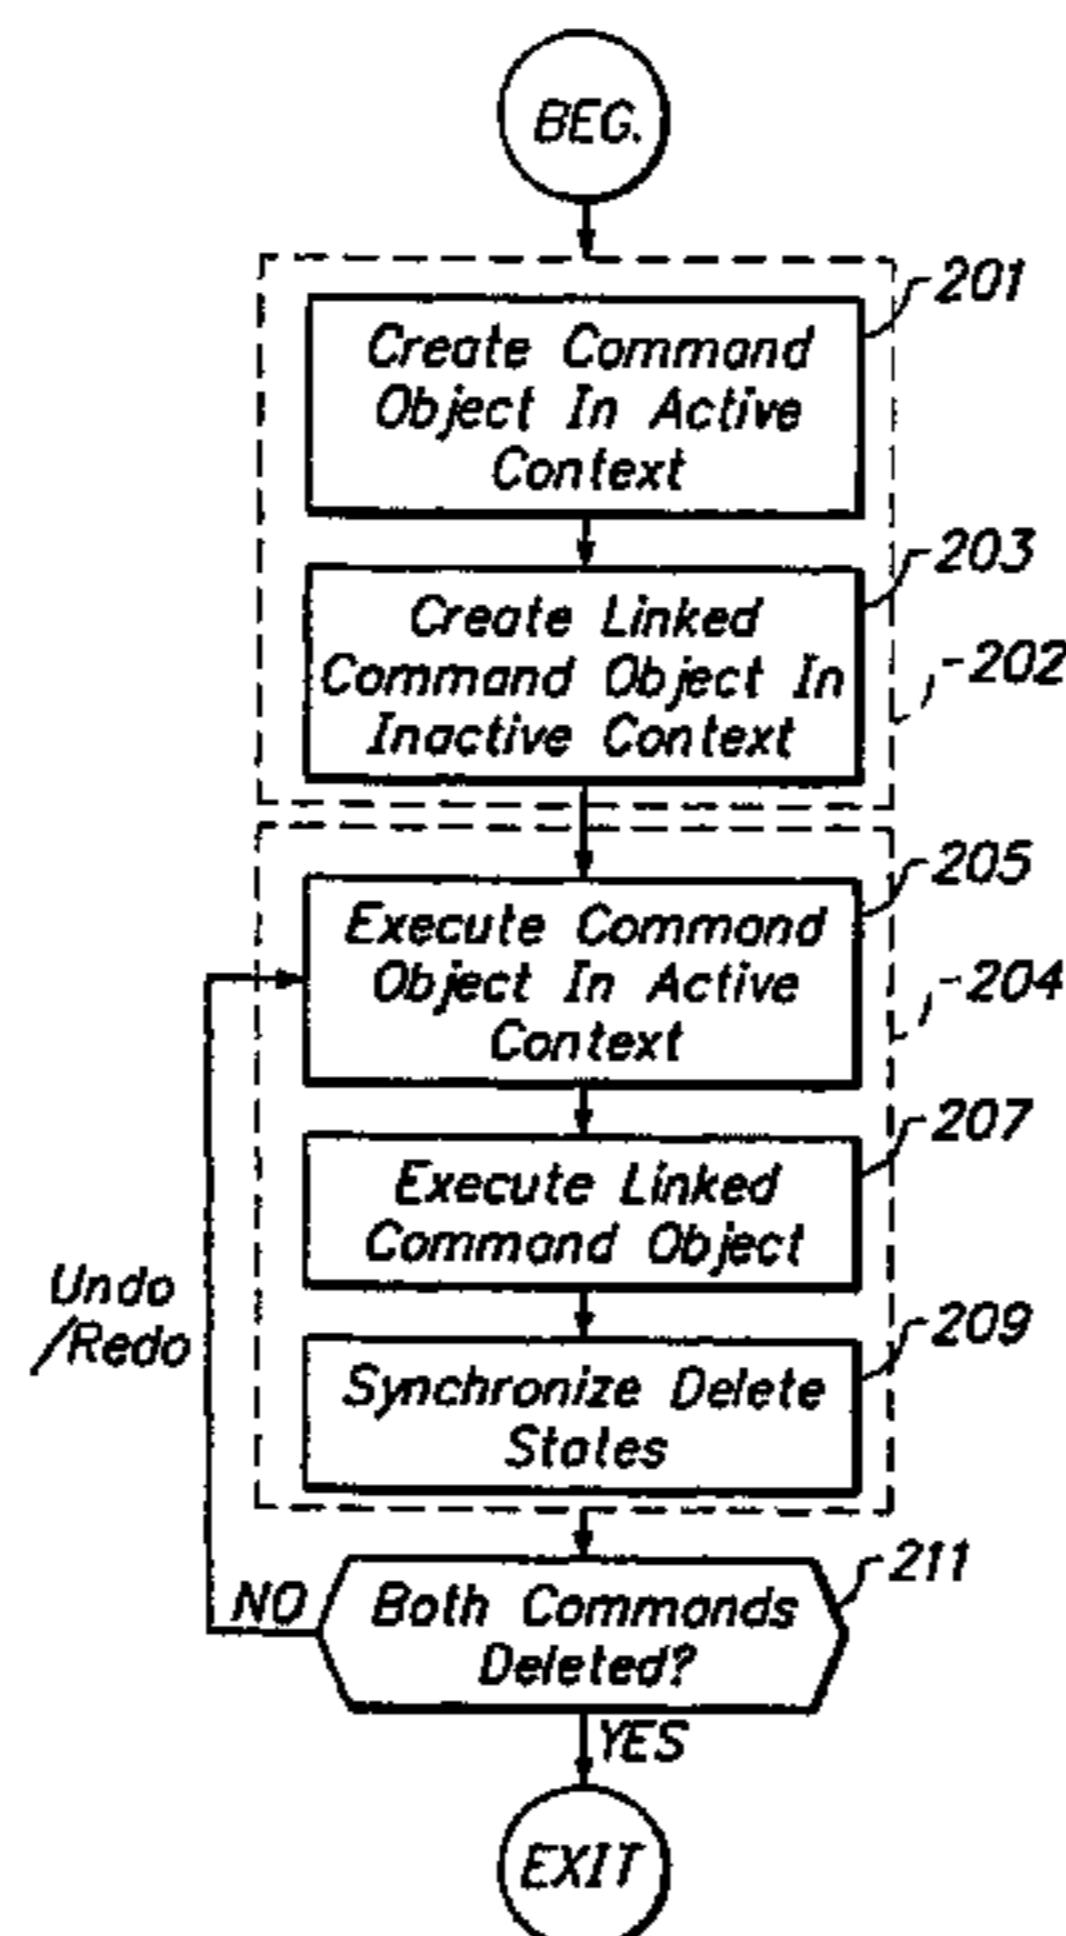 BEG.
201
Create Command
Object In Active
Context
203
Create Linked
Command Object In
Inactive Context
202
205
Execute Command
Object In Active
Context
204
207
Execute Linked
Command Object
Undo
/Redo
209
Synchronize Delete
States
211
NO
Both Commands
Deleted?
YES
EXIT